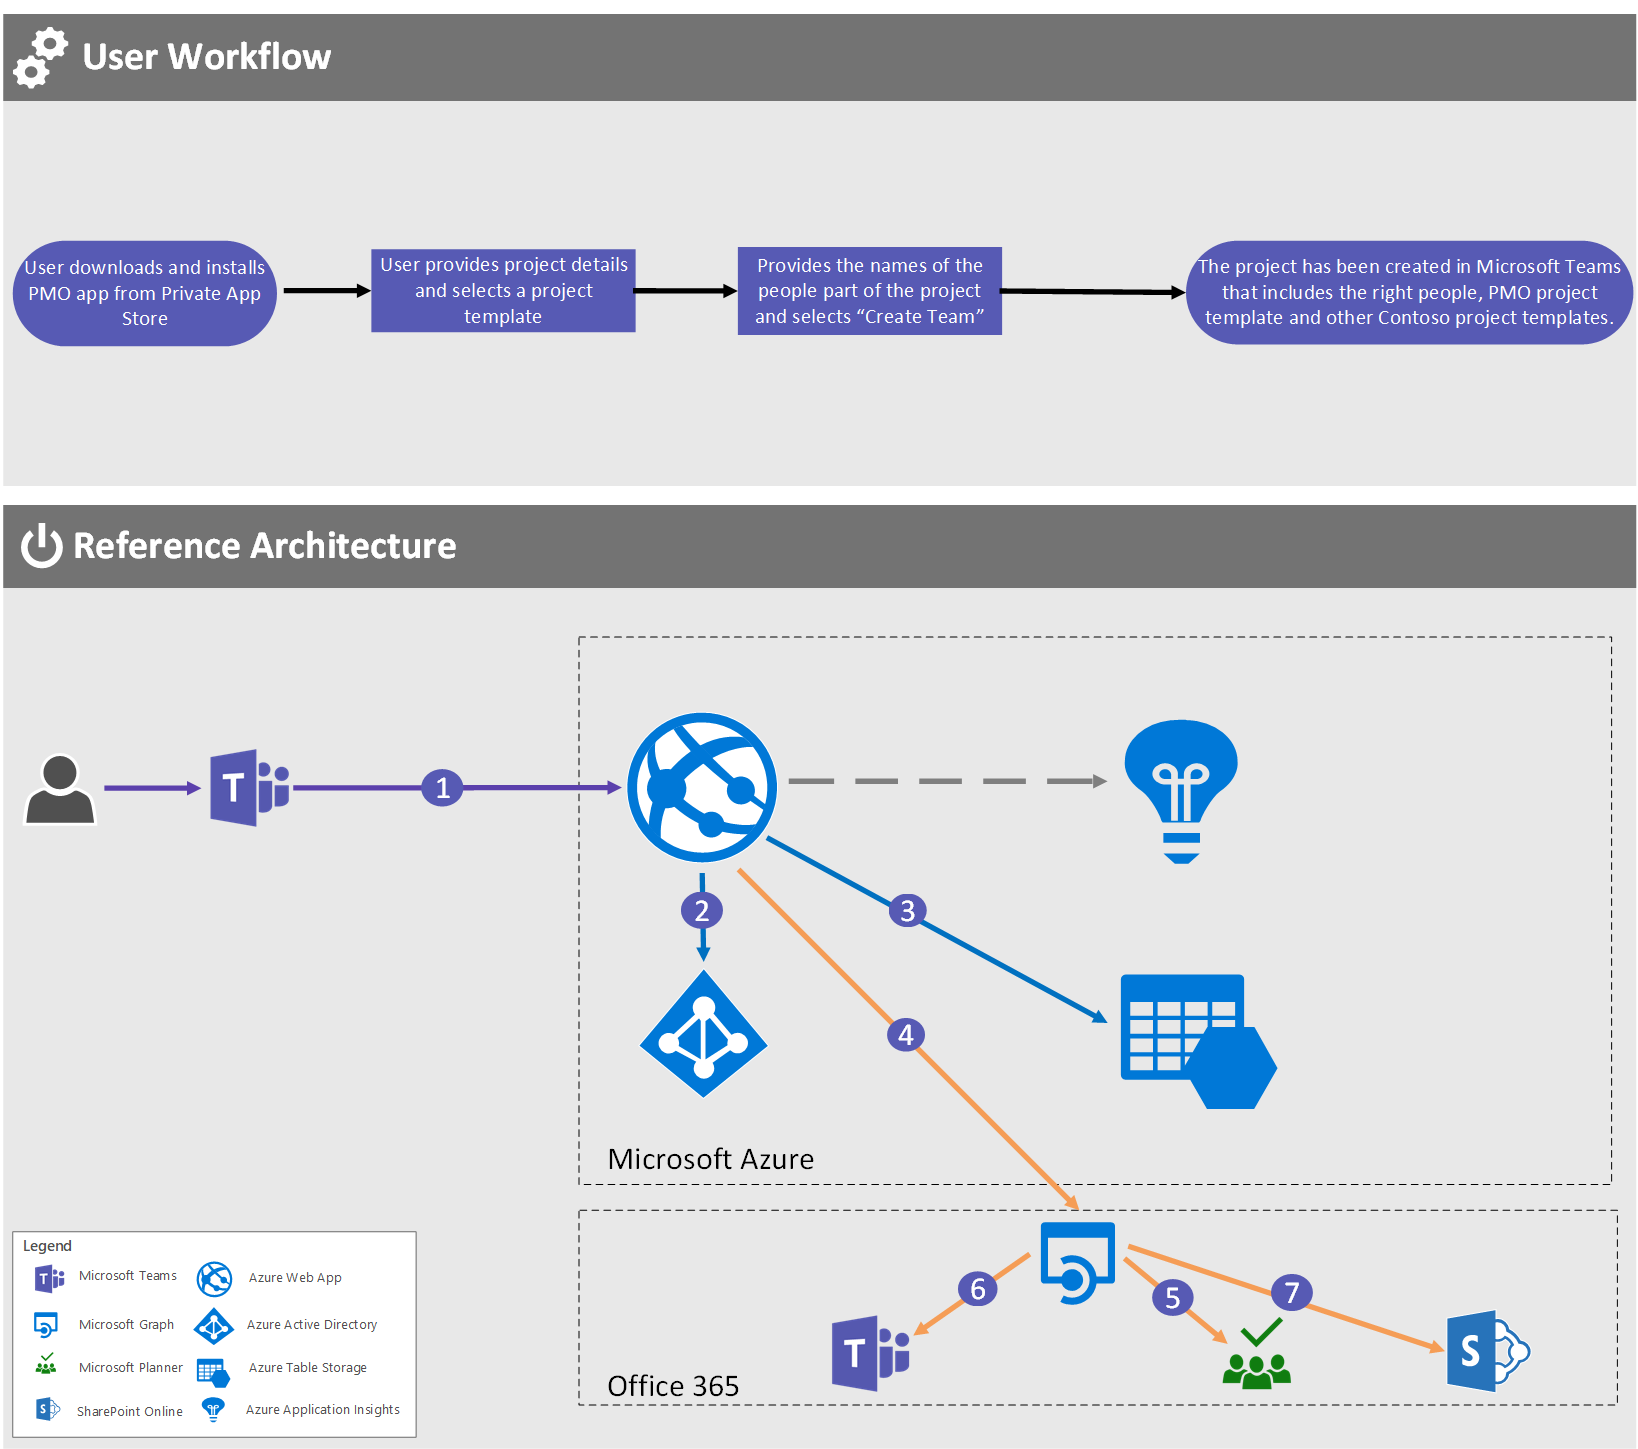 User Workflow
User downloads and installs
PMO app from Private App
Store
User provides project details
and selects a project
template
Provides the names of the
people part of the project
and selects “Create Team”
The project has been created in Microsoft Teams
that includes the right people, PMO project
template and other Contoso project templates.
Reference Architecture
T
1
2
3
4
Microsoft Azure
6
5
7
T
S
Office 365
Legend
T
Microsoft Teams
Azure Web App
Microsoft Graph
Azure Active Directory
Microsoft Planner
Azure Table Storage
S
SharePoint Online
Azure Application Insights